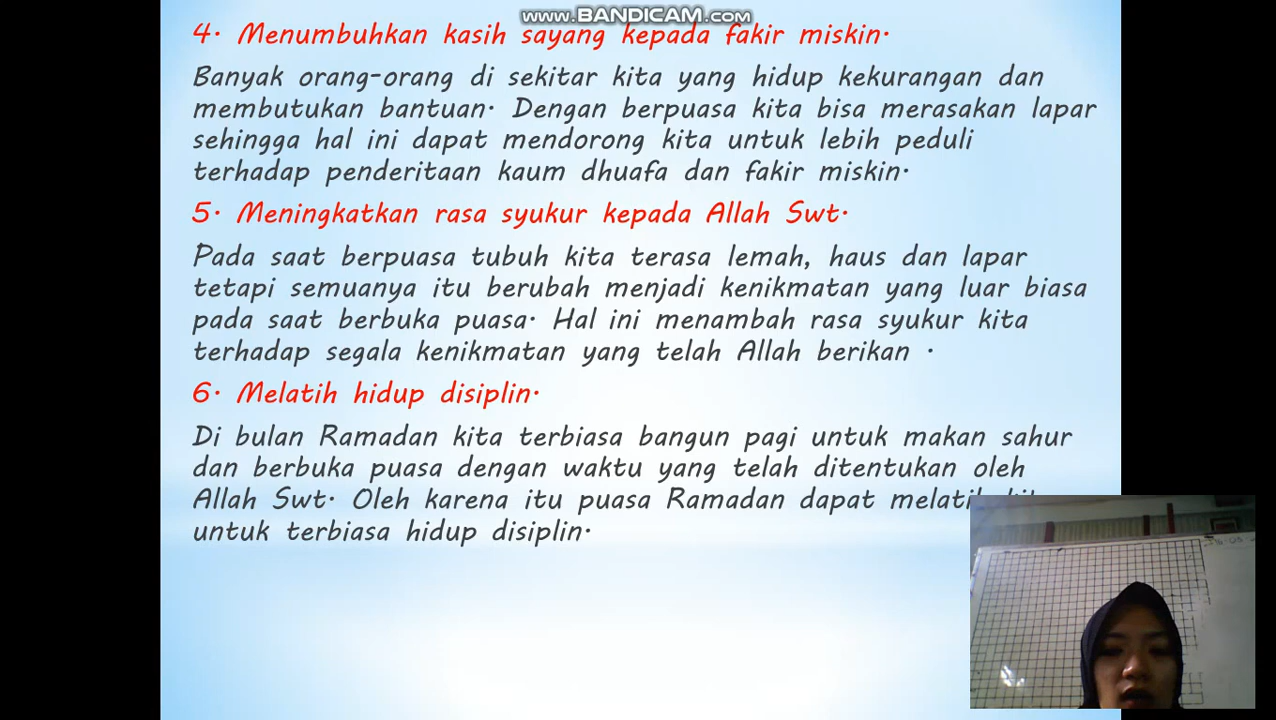 www.BANDICAM.com
4. Menumbuhkan kasih sayang kepada fakir miskin.
Banyak orang-orang di sekitar kita yang hidup kekurangan dan
membutukan bantuan. Dengan berpuasa kita bisa merasakan lapar
sehingga hal ini dapat mendorong kita untuk lebih peduli
terhadap penderitaan kaum dhuafa dan fakir miskin.
5. Meningkatkan rasa syukur kepada Allah Swt.
Pada saat berpuasa tubuh kita terasa lemah, haus dan lapar
tetapi semuanya itu berubah menjadi kenikmatan yang luar biasa
pada saat berbuka puasa. Hal ini menambah rasa syukur kita
terhadap segala kenikmatan yang telah Allah berikan .
6. Melatih hidup disiplin.
Di bulan Ramadan kita terbiasa bangun pagi untuk makan sahur
dan berbuka puasa dengan waktu yang telah ditentukan oleh
Allah Swt. Oleh karena itu puasa Ramadan dapat melatih kita
untuk terbiasa hidup disiplin.